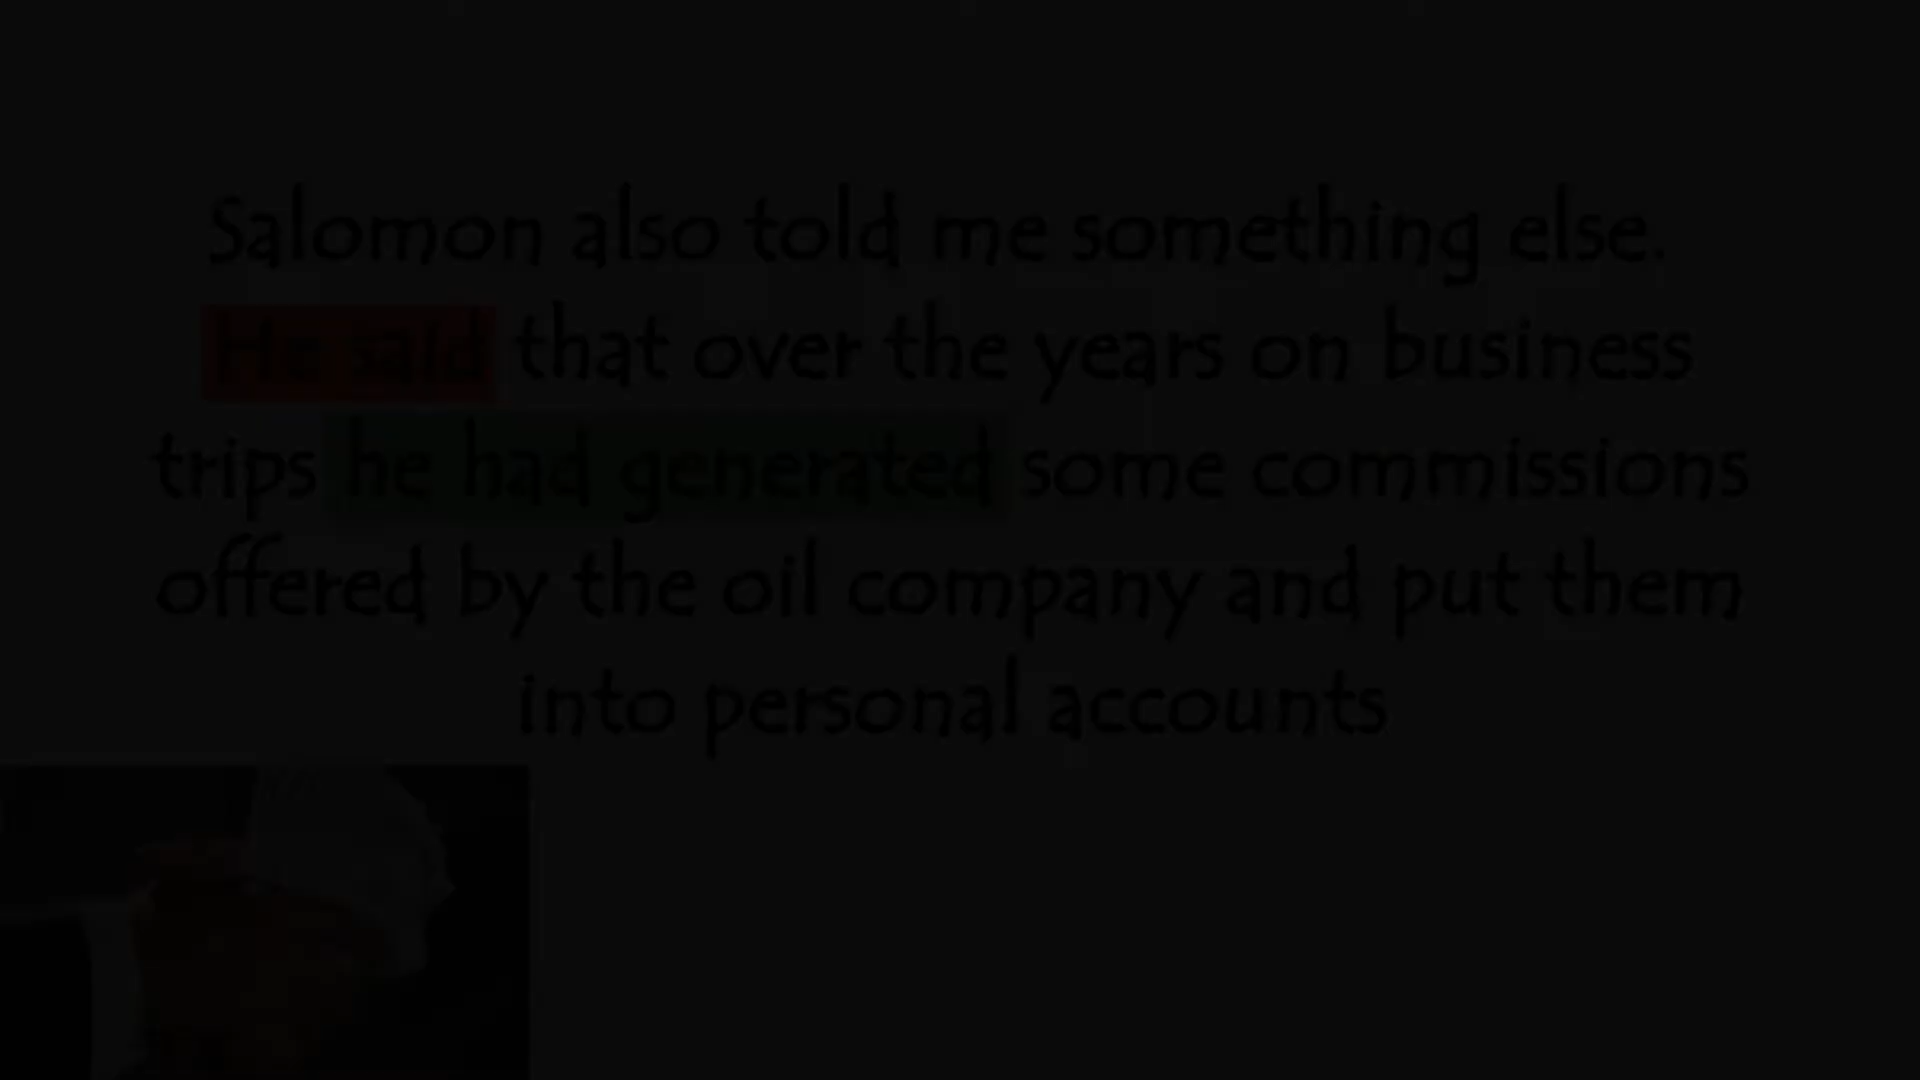 Salomon also told me something else.
He said that over the years on business
trips he had generated some commissions
offered by the oil company and put them
into personal accounts